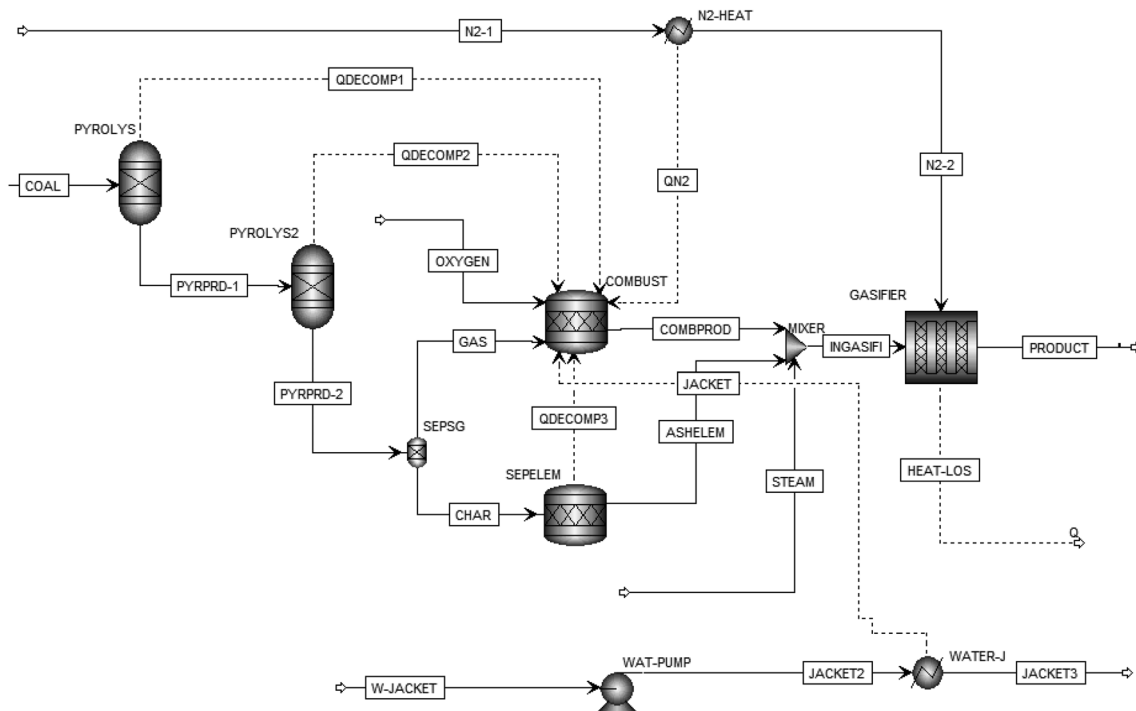 N2-HEAT
N2-1
QDECOMP1
PYROLYS
QDECOMP2
COAL
QN2
N2-2
PYROLYS2
OXYGEN
COMBUST
PYRPRD-1
GASIFIER
COMBPROD
MIXER
GAS
INGASIFI
PRODUCT
JACKET
PYRPRD-2
QDECOMP3
SEPSG
ASHELEM
HEAT-LOS
SEPELEM
STEAM
CHAR
Q
WAT-PUMP
WATER-J
JACKET2
JACKET3
W-JACKET